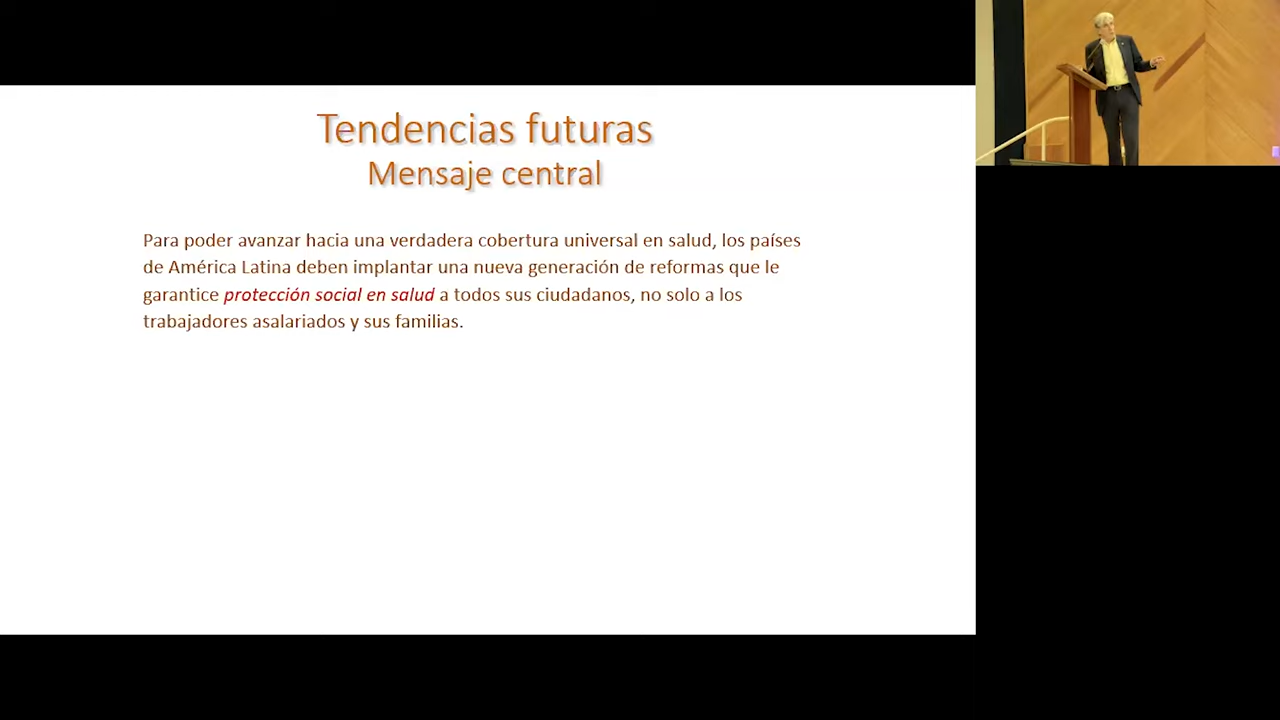 Tendencias futuras
Mensaje central
Para poder avanzar hacia una verdadera cobertura universal en salud, los países
de América Latina deben implantar una nueva generación de reformas que le
garantice protección social en salud a todos sus ciudadanos, no solo a los
trabajadores asalariados y sus familias.